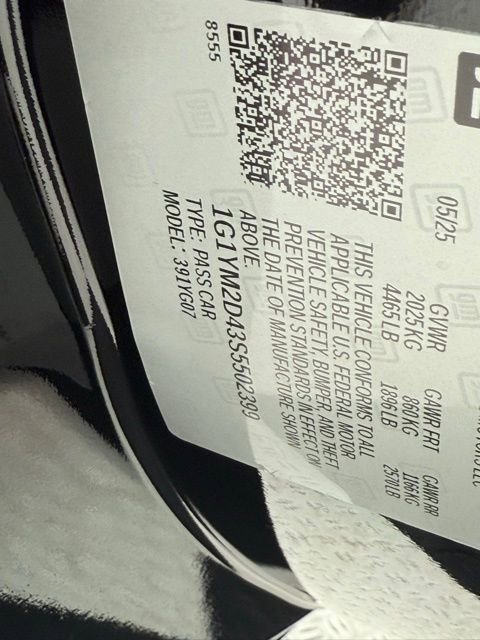 LLC
05/25 GVWR GAWR FRT GAWR RR
2025KG 860KG 1166KG
4465LB 1896LB 2570LB
THIS VEHICLE CONFORMS TO ALL
APPLICABLE U.S. FEDERAL MOTOR
VEHICLE SAFETY, BUMPER, AND THEFT
PREVENTION STANDARDS IN EFFECT ON
THE DATE OF MANUFACTURE SHOWN
ABOVE.
1G1YM2D43S5502399
TYPE: PASS CAR
MODEL: 391YG07
8555